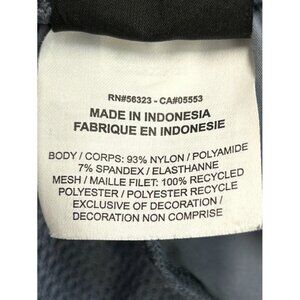 RN#56323 - CA#05553
MADE IN INDONESIA
FABRIQUE EN INDONESIE
BODY / CORPS: 93% NYLON / POLYAMIDE
7% SPANDEX / ELASTHANNE
MESH / MAILLE FILET: 100% RECYCLED
POLYESTER / POLYESTER RECYCLE
EXCLUSIVE OF DECORATION /
DECORATION NON COMPRISE